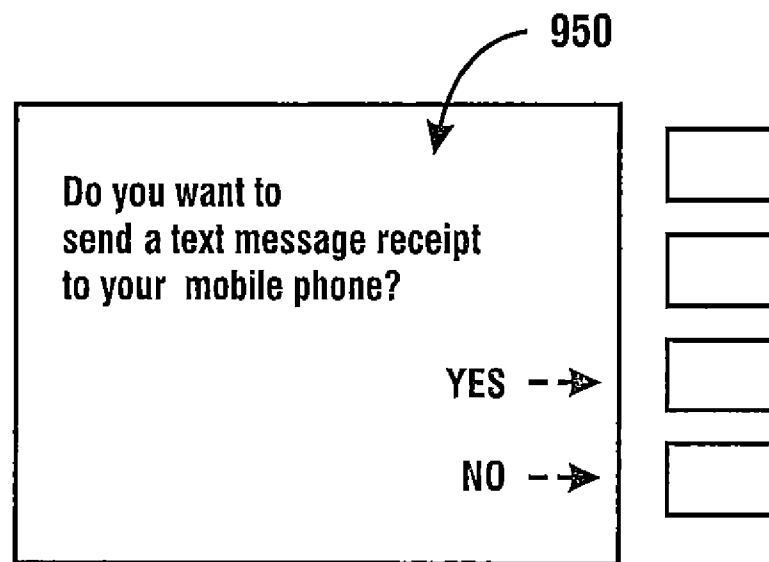 950
Do you want to
send a text message receipt
to your mobile phone?
YES
NO